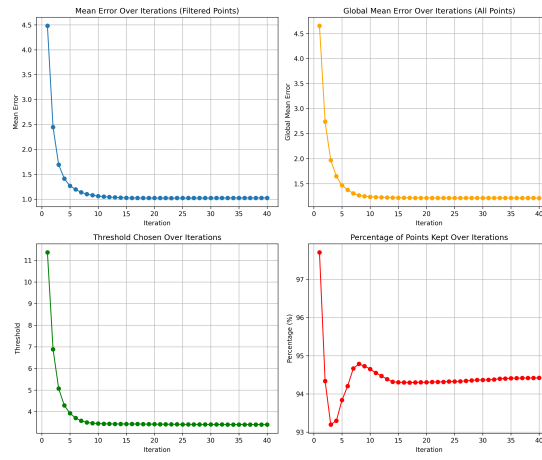 Mean Error Over Iterations (Filtered Points)
Global Mean Error Over Iterations (All Points)
4.5
4.0
3.5
3.0
2.5
2.0
1.5
1.0
Mean Error
0 5 10 15 20 25 30 35 40
Iteration
4.5
4.0
3.5
3.0
2.5
2.0
1.5
Global Mean Error
0 5 10 15 20 25 30 35 40
Iteration
Threshold Chosen Over Iterations
Percentage of Points Kept Over Iterations
11
10
9
8
7
6
5
4
Threshold
0 5 10 15 20 25 30 35 40
Iteration
97
96
95
94
93
Percentage (%)
0 5 10 15 20 25 30 35 40
Iteration